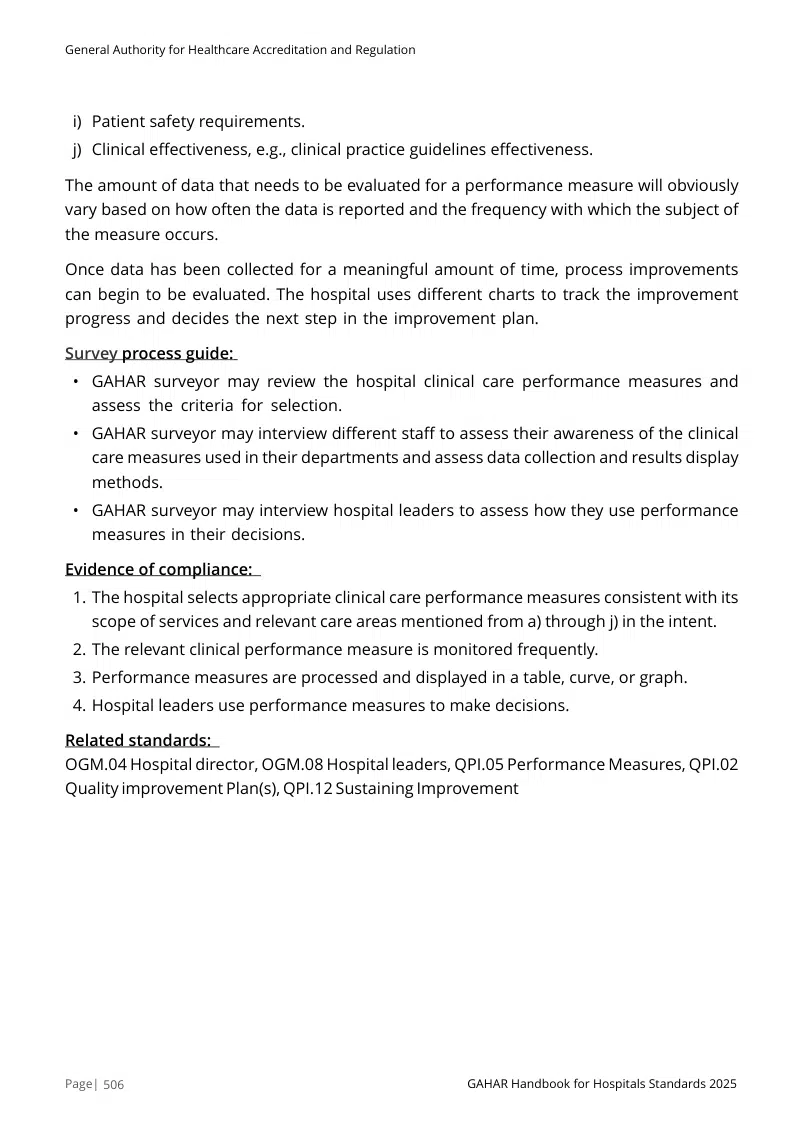 General Authority for Healthcare Accreditation and Regulation
i) Patient safety requirements.
j) Clinical effectiveness, e.g., clinical practice guidelines effectiveness.
The amount of data that needs to be evaluated for a performance measure will obviously
vary based on how often the data is reported and the frequency with which the subject of
the measure occurs.
Once data has been collected for a meaningful amount of time, process improvements
can begin to be evaluated. The hospital uses different charts to track the improvement
progress and decides the next step in the improvement plan.
Survey process guide:
• GAHAR surveyor may review the hospital clinical care performance measures and
assess the criteria for selection.
• GAHAR surveyor may interview different staff to assess their awareness of the clinical
care measures used in their departments and assess data collection and results display
methods.
• GAHAR surveyor may interview hospital leaders to assess how they use performance
measures in their decisions.
Evidence of compliance:
1. The hospital selects appropriate clinical care performance measures consistent with its
scope of services and relevant care areas mentioned from a) through j) in the intent.
2. The relevant clinical performance measure is monitored frequently.
3. Performance measures are processed and displayed in a table, curve, or graph.
4. Hospital leaders use performance measures to make decisions.
Related standards:
OGM.04 Hospital director, OGM.08 Hospital leaders, QPI.05 Performance Measures, QPI.02
Quality improvement Plan(s), QPI.12 Sustaining Improvement
Page| 506
GAHAR Handbook for Hospitals Standards 2025